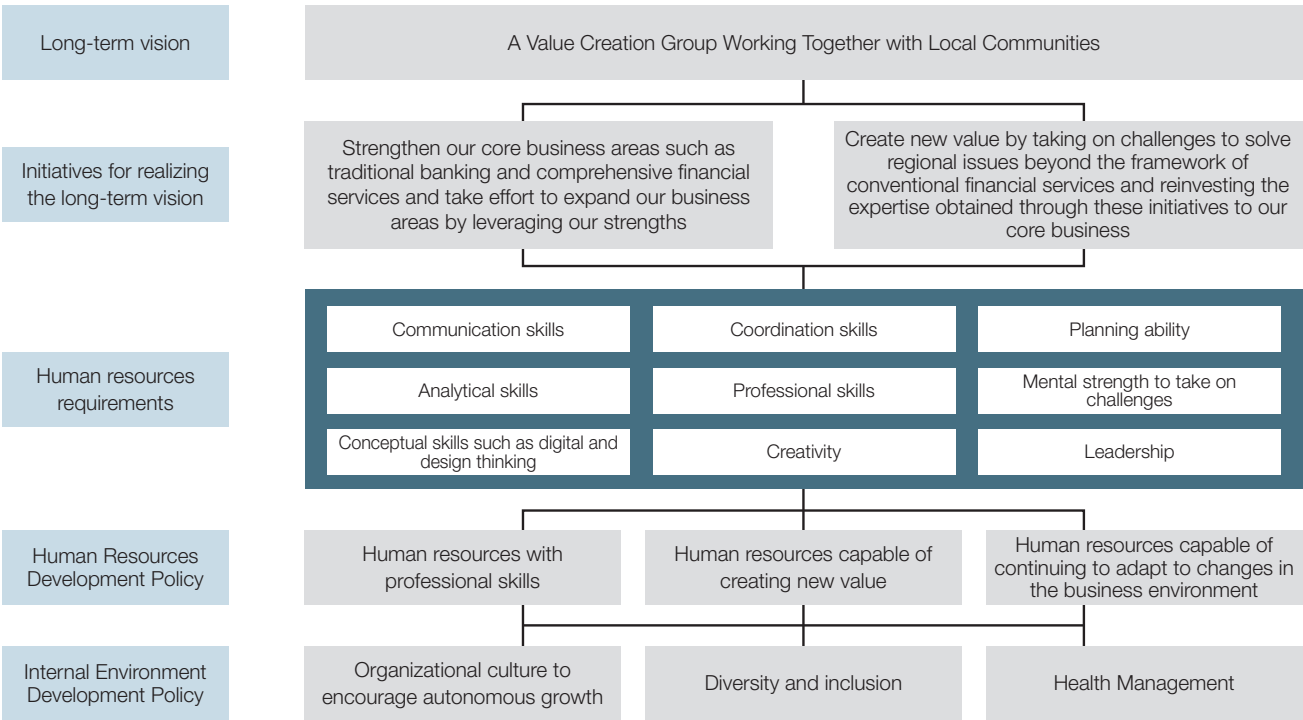 Long-term vision
A Value Creation Group Working Together with Local Communities
Initiatives for realizing
the long-term vision
Strengthen our core business areas such as
traditional banking and comprehensive financial
services and take effort to expand our business
areas by leveraging our strengths
Create new value by taking on challenges to solve
regional issues beyond the framework of
conventional financial services and reinvesting the
expertise obtained through these initiatives to our
core business
Human resources
requirements
Communication skills
Coordination skills
Planning ability
Analytical skills
Professional skills
Mental strength to take on
challenges
Conceptual skills such as digital and
design thinking
Creativity
Leadership
Human Resources
Development Policy
Human resources with
professional skills
Human resources capable of
creating new value
Human resources capable of
continuing to adapt to changes in
the business environment
Internal Environment
Development Policy
Organizational culture to
encourage autonomous growth
Diversity and inclusion
Health Management